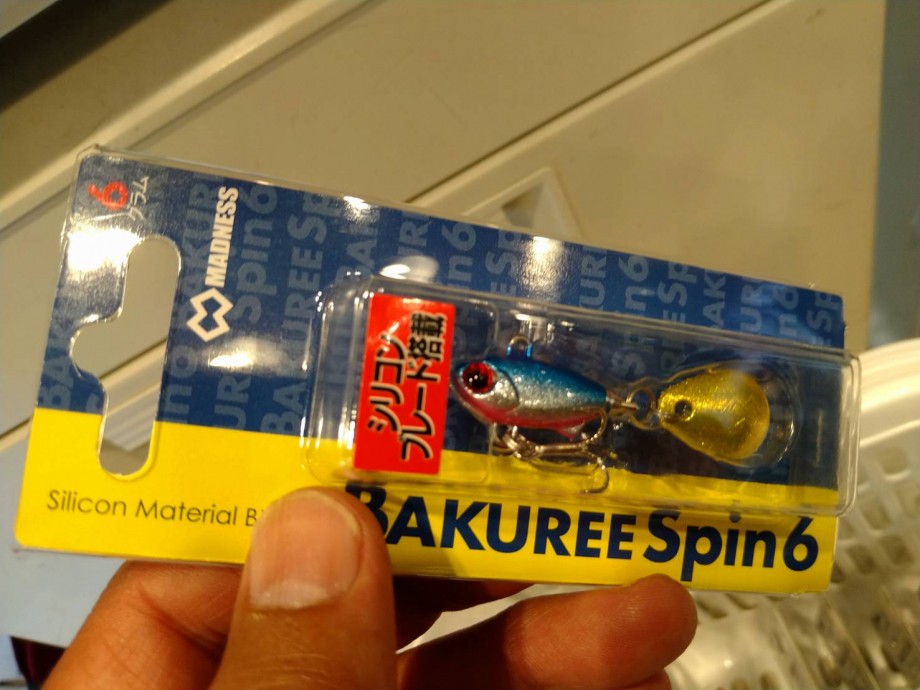 6
グラム
MADNESS
シリコン
ブレード搭載
Silicon Material
BAKUREE Spin6